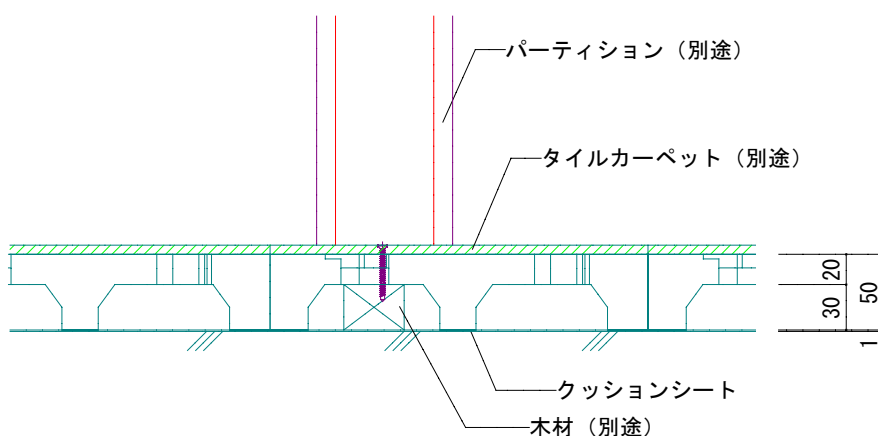 パーティション（別途）
タイルカーペット（別途）
20
30
50
1
クッションシート
木材（別途）